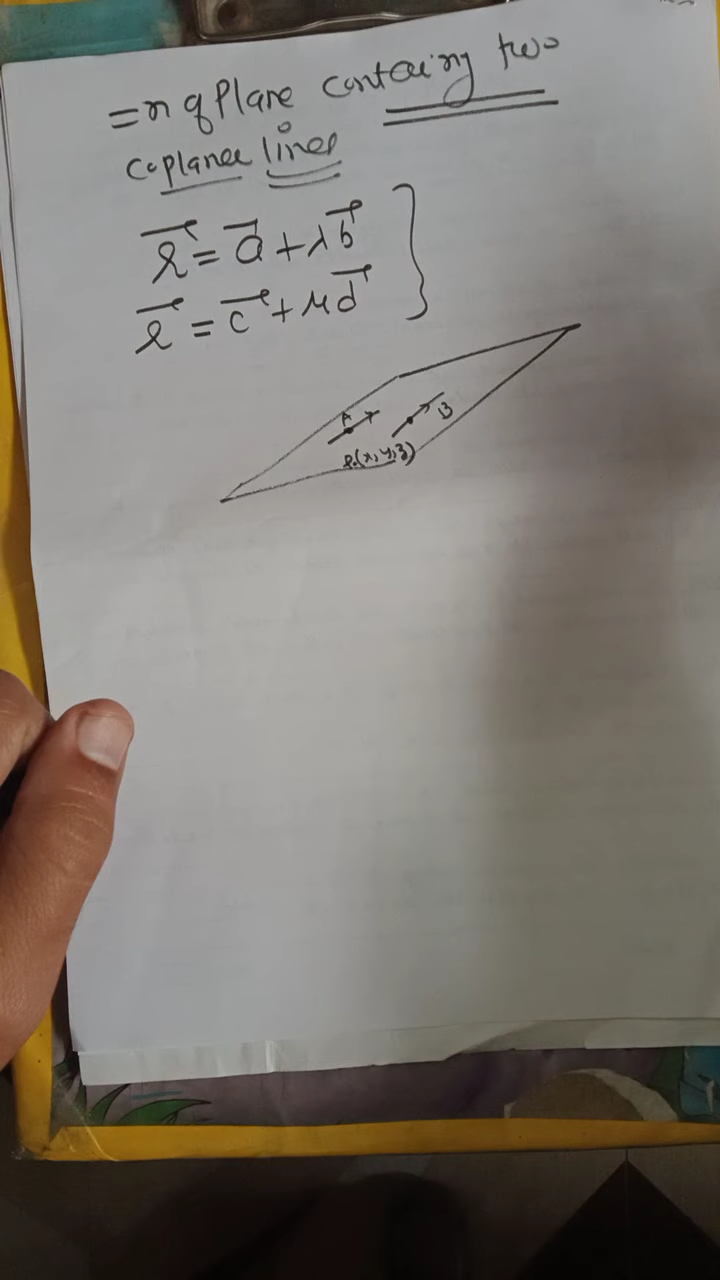 =n of Plane containing two
coplaner lines
r⃗ = a⃗ + λb⃗
r⃗ = c⃗ + μd⃗
A
B
P(x,y,z)